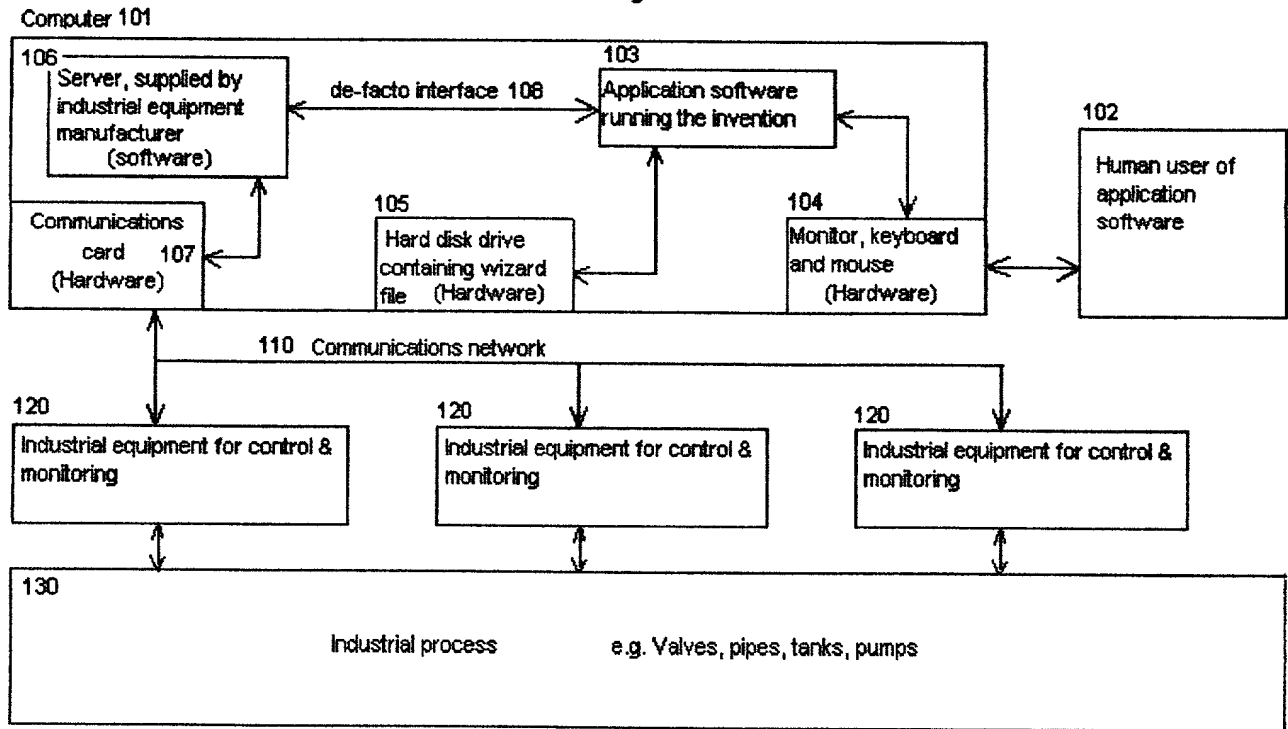 Computer 101
106
Server, supplied by
industrial equipment
manufacturer
(software)
de-facto interface 108
103
Application software
running the invention
102
Human user of
application
software
Communications
card 107
(Hardware)
105
Hard disk drive
containing wizard
file (Hardware)
104
Monitor, keyboard
and mouse
(Hardware)
110 Communications network
120
Industrial equipment for control &
monitoring
120
Industrial equipment for control &
monitoring
120
Industrial equipment for control &
monitoring
130
Industrial process e.g. Valves, pipes, tanks, pumps